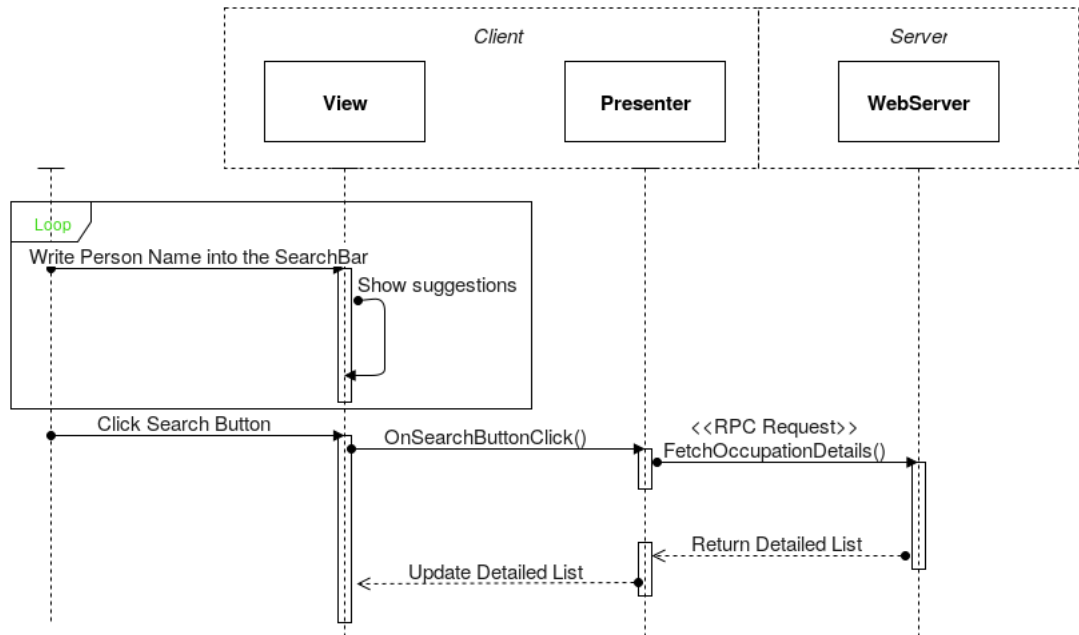 Client
Server
View
Presenter
WebServer
Loop
Write Person Name into the SearchBar
Show suggestions
Click Search Button
OnSearchButtonClick()
<<RPC Request>>
FetchOccupationDetails()
Return Detailed List
Update Detailed List